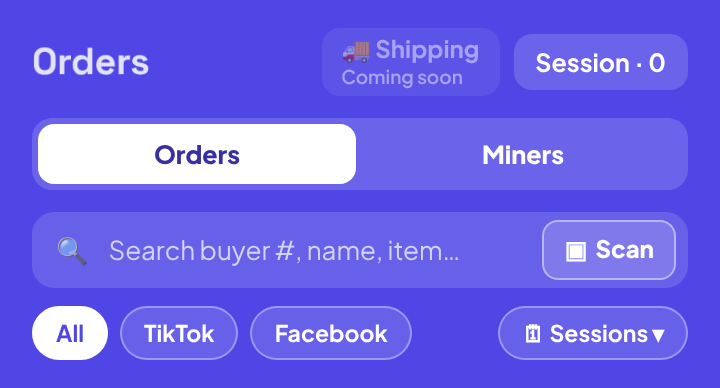 Orders
🚚 Shipping
Coming soon
Session · 0
Orders
Miners
🔍 Search buyer #, name, item...
▣ Scan
All
TikTok
Facebook
🗓 Sessions ▾